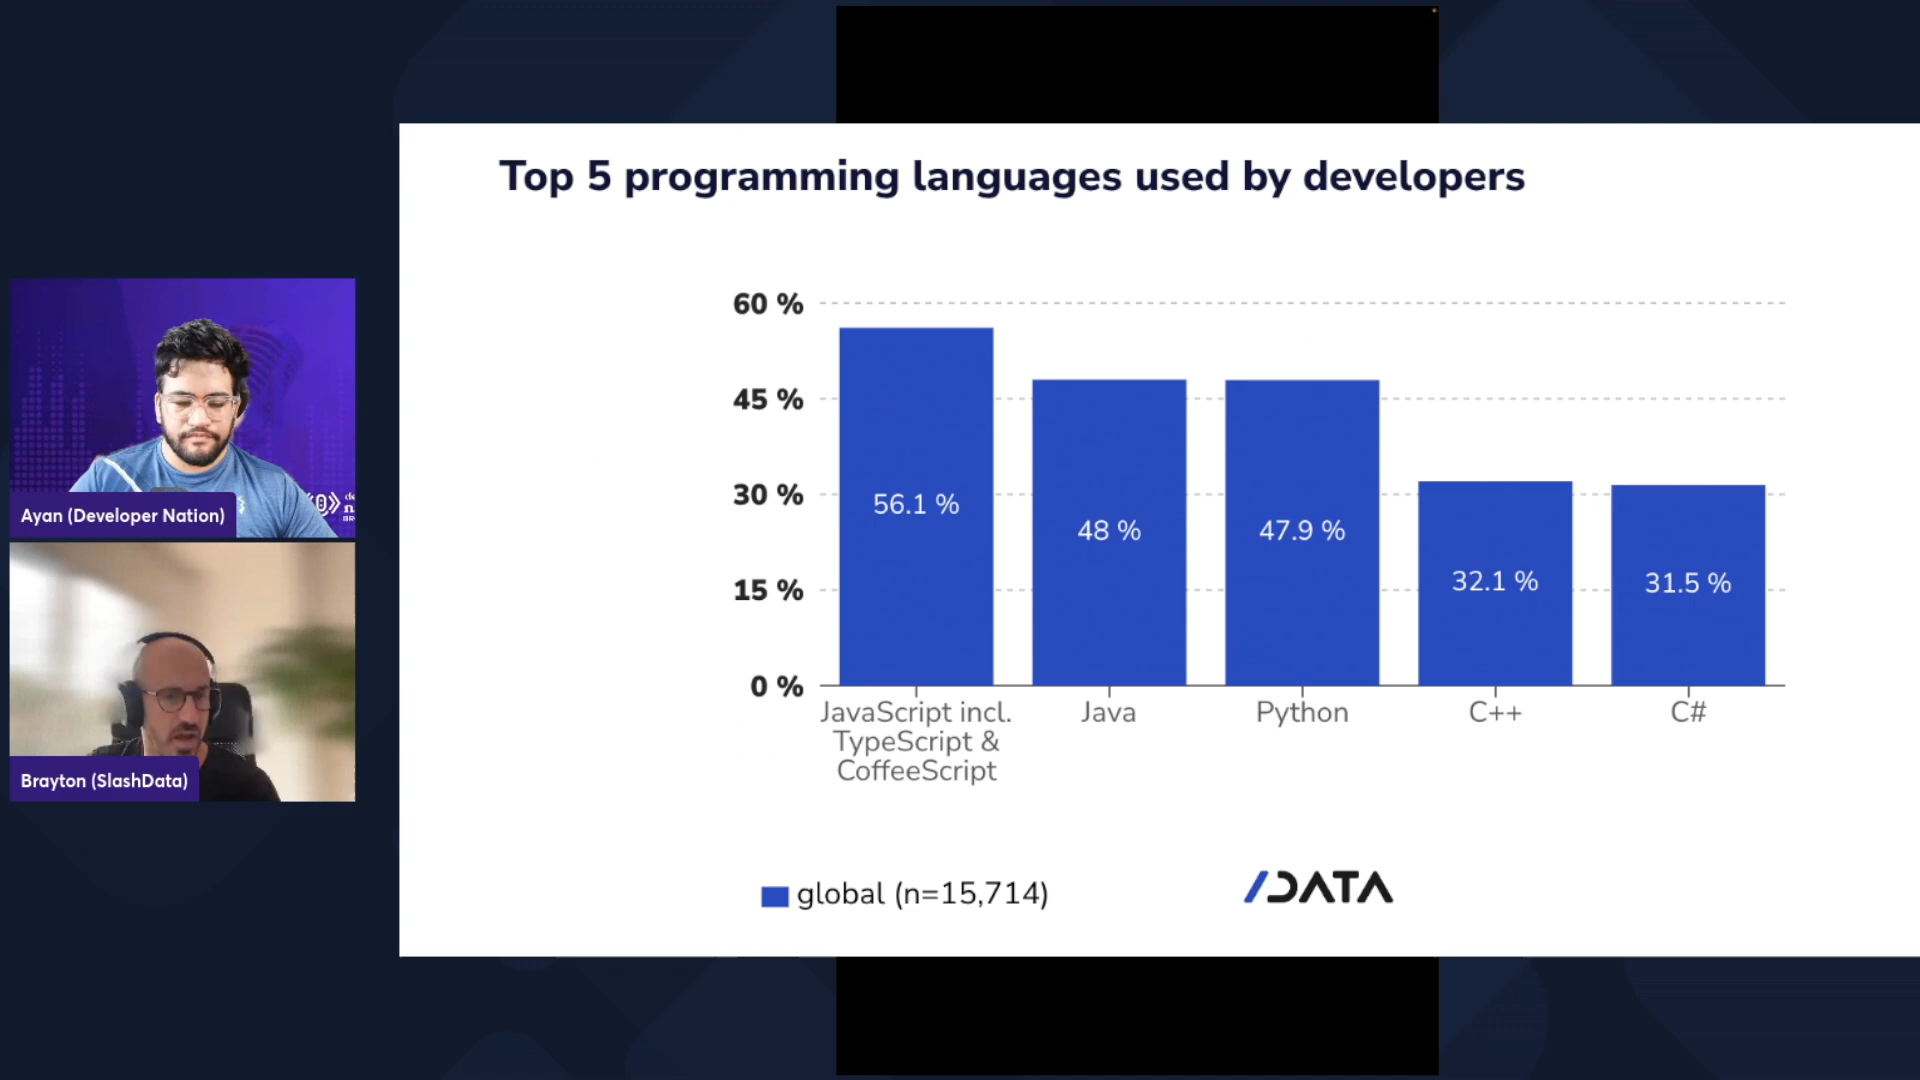 Top 5 programming languages used by developers
60 %
45 %
30 %
15 %
0 %
56.1 %
48 %
47.9 %
32.1 %
31.5 %
JavaScript incl.
TypeScript &
CoffeeScript
Java
Python
C++
C#
global (n=15,714)
/DATA
Ayan (Developer Nation)
Brayton (SlashData)